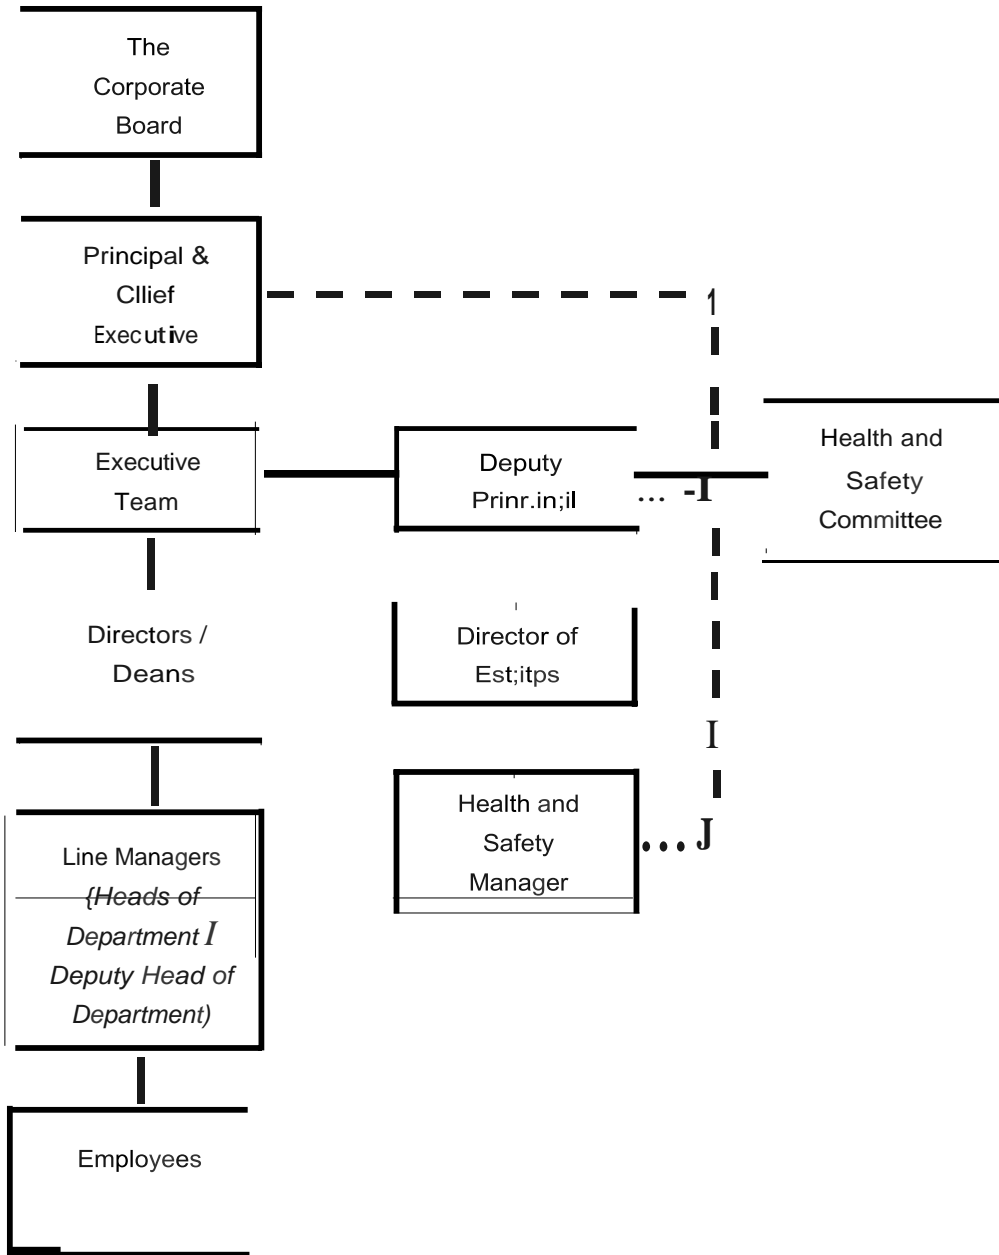 The
Corporate
Board
Principal &
Cllief
Executive
Executive
Team
Deputy
Prinr.in;il
... -I
Health and
Safety
Committee
Directors /
Deans
Director of
Est;itps
I
Health and
Safety
Manager
...J
Line Managers
{Heads of
Department I
Deputy Head of
Department)
Employees